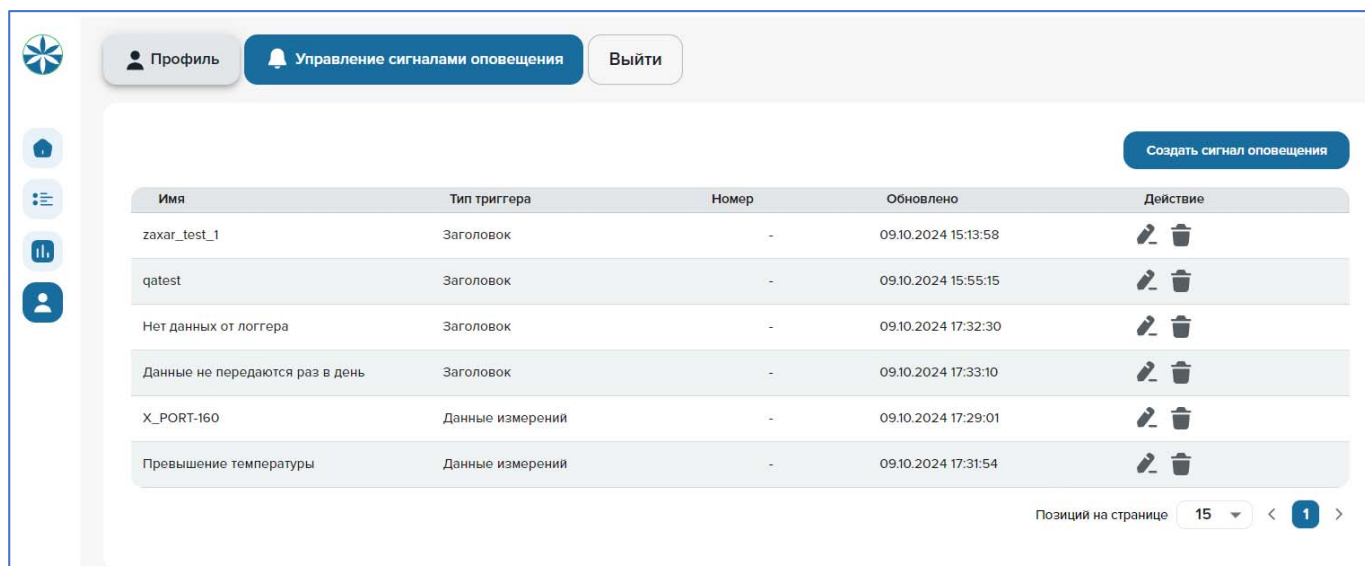 Профиль Управление сигналами оповещения Выйти
Создать сигнал оповещения
Имя Тип триггера Номер Обновлено Действие
zaxar_test_1 Заголовок - 09.10.2024 15:13:58
qatest Заголовок - 09.10.2024 15:55:15
Нет данных от логгера Заголовок - 09.10.2024 17:32:30
Данные не передаются раз в день Заголовок - 09.10.2024 17:33:10
X_PORT-160 Данные измерений - 09.10.2024 17:29:01
Превышение температуры Данные измерений - 09.10.2024 17:31:54
Позиций на странице 15 < 1 >